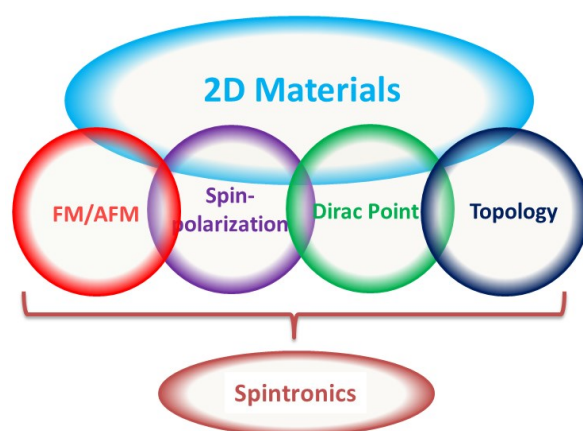 2D Materials
FM/AFM
Spin-
polarization
Dirac Point
Topology
Spintronics